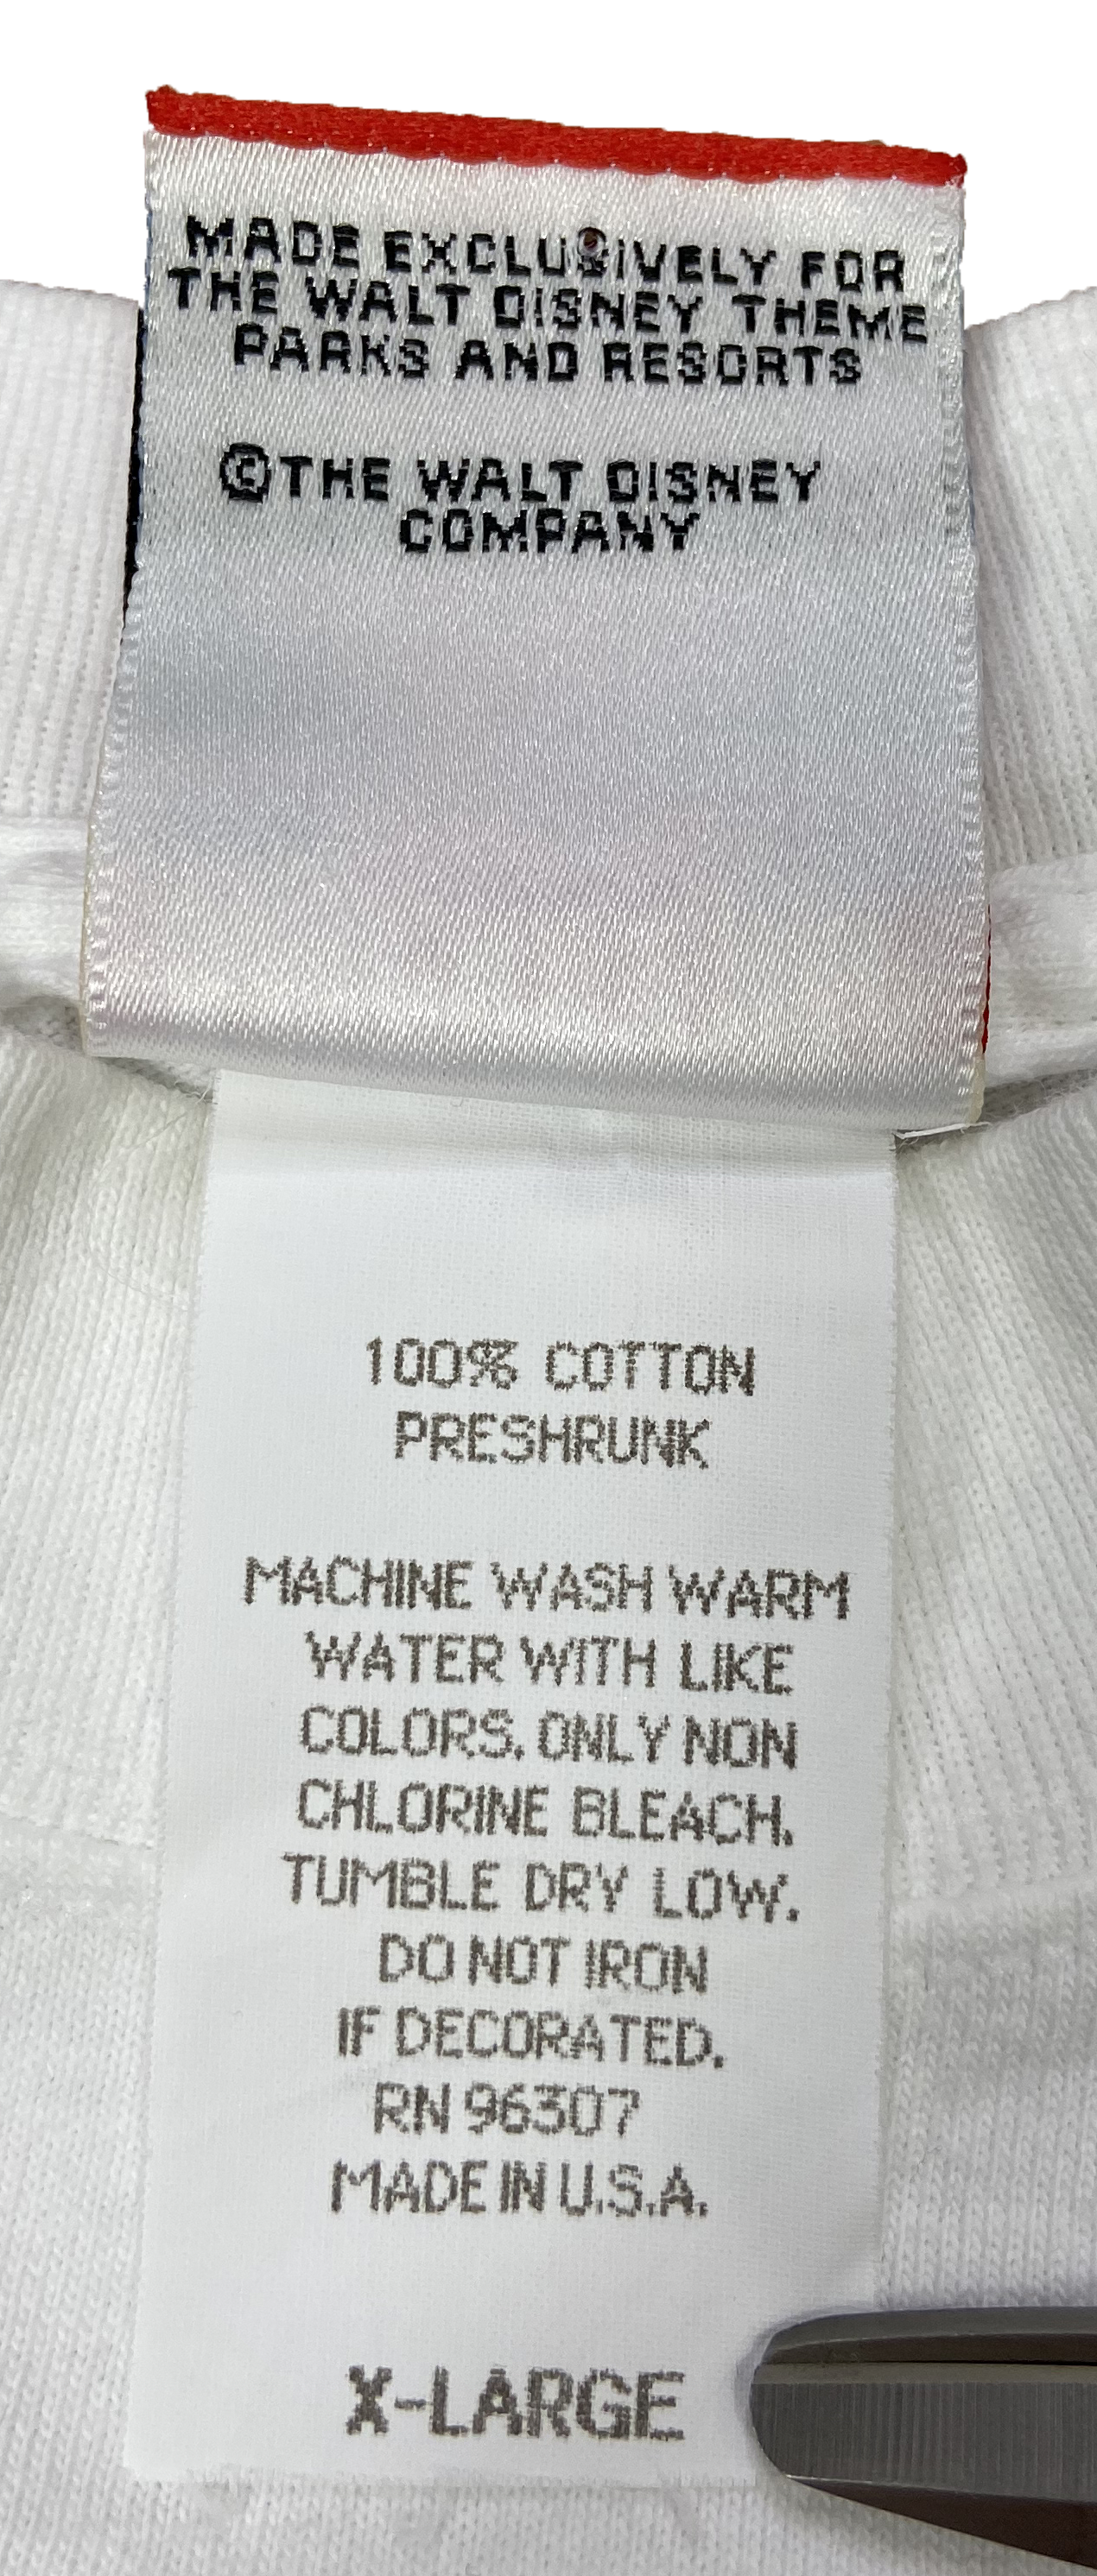 MADE EXCLUSIVELY FOR
THE WALT DISNEY THEME
PARKS AND RESORTS
©THE WALT DISNEY
COMPANY
100% COTTON
PRESHRUNK
MACHINE WASH WARM
WATER WITH LIKE
COLORS. ONLY NON
CHLORINE BLEACH.
TUMBLE DRY LOW.
DO NOT IRON
IF DECORATED.
RN 96307
MADE IN U.S.A.
X-LARGE